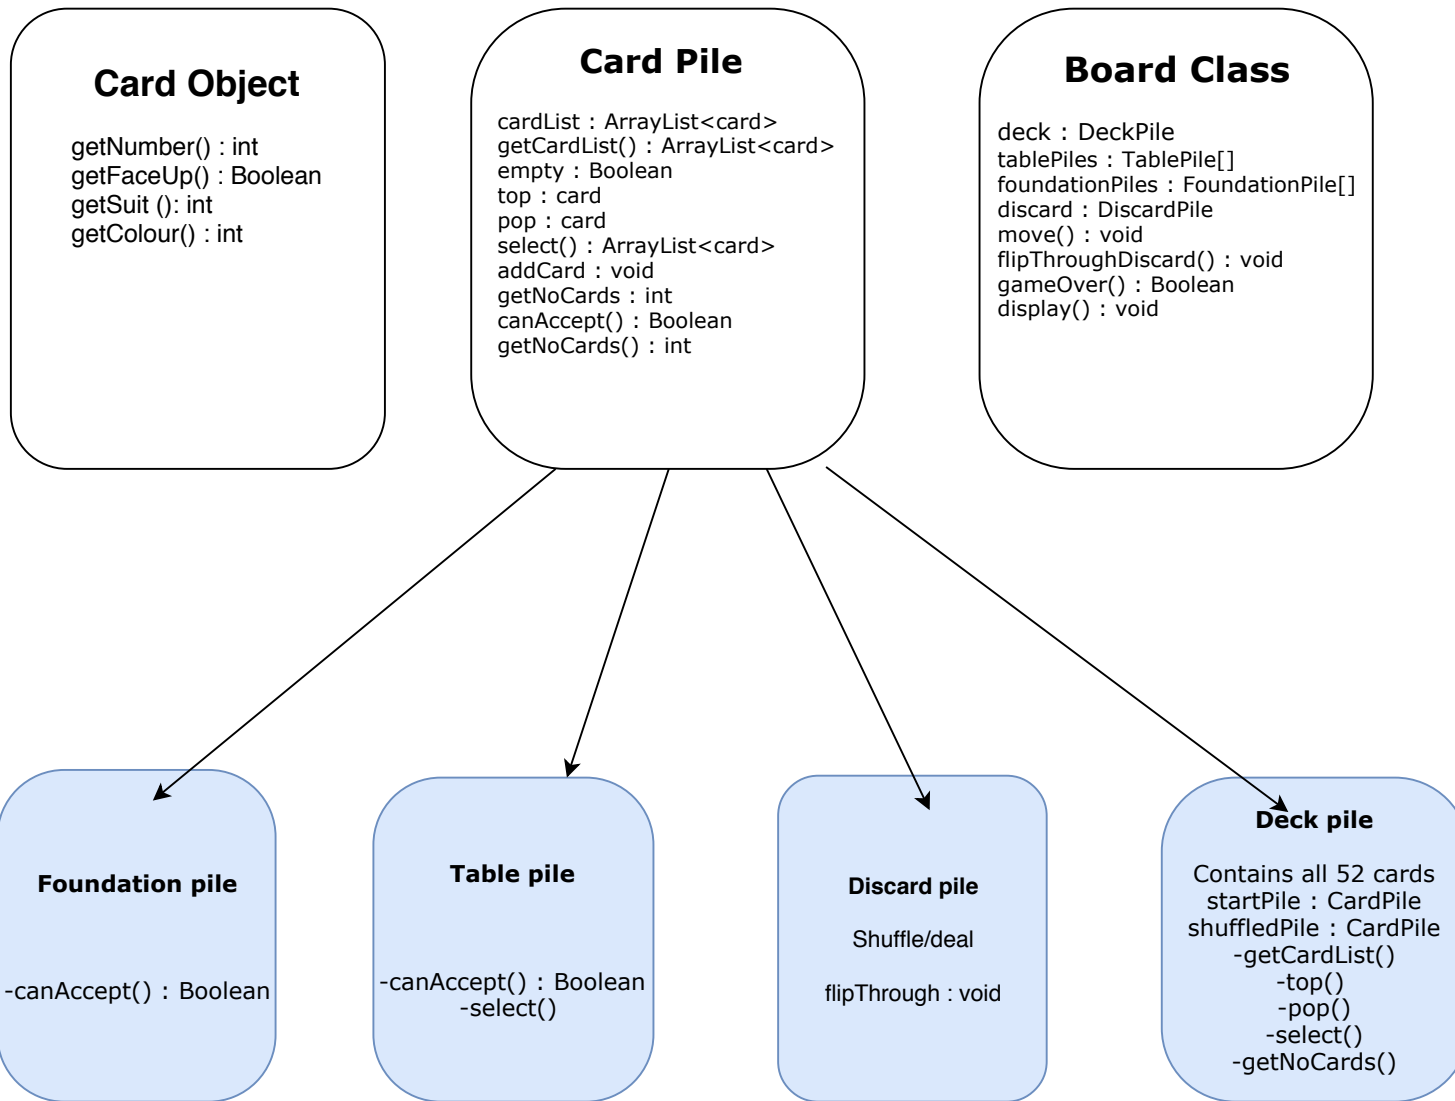 Card Object
getNumber() : int
getFaceUp() : Boolean
getSuit (): int
getColour() : int
Card Pile
cardList : ArrayList<card>
getCardList() : ArrayList<card>
empty : Boolean
top : card
pop : card
select() : ArrayList<card>
addCard : void
getNoCards : int
canAccept() : Boolean
getNoCards() : int
Board Class
deck : DeckPile
tablePiles : TablePile[]
foundationPiles : FoundationPile[]
discard : DiscardPile
move() : void
flipThroughDiscard() : void
gameOver() : Boolean
display() : void
Foundation pile
-canAccept() : Boolean
Table pile
-canAccept() : Boolean
-select()
Discard pile
Shuffle/deal
flipThrough : void
Deck pile
Contains all 52 cards
startPile : CardPile
shuffledPile : CardPile
-getCardList()
-top()
-pop()
-select()
-getNoCards()